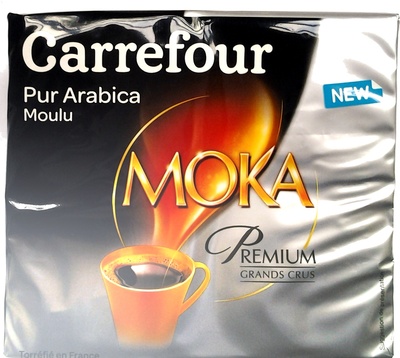 Carrefour
Pur Arabica
Moulu
NEW
MOKA
PREMIUM
GRANDS CRUS
Torréfié en France